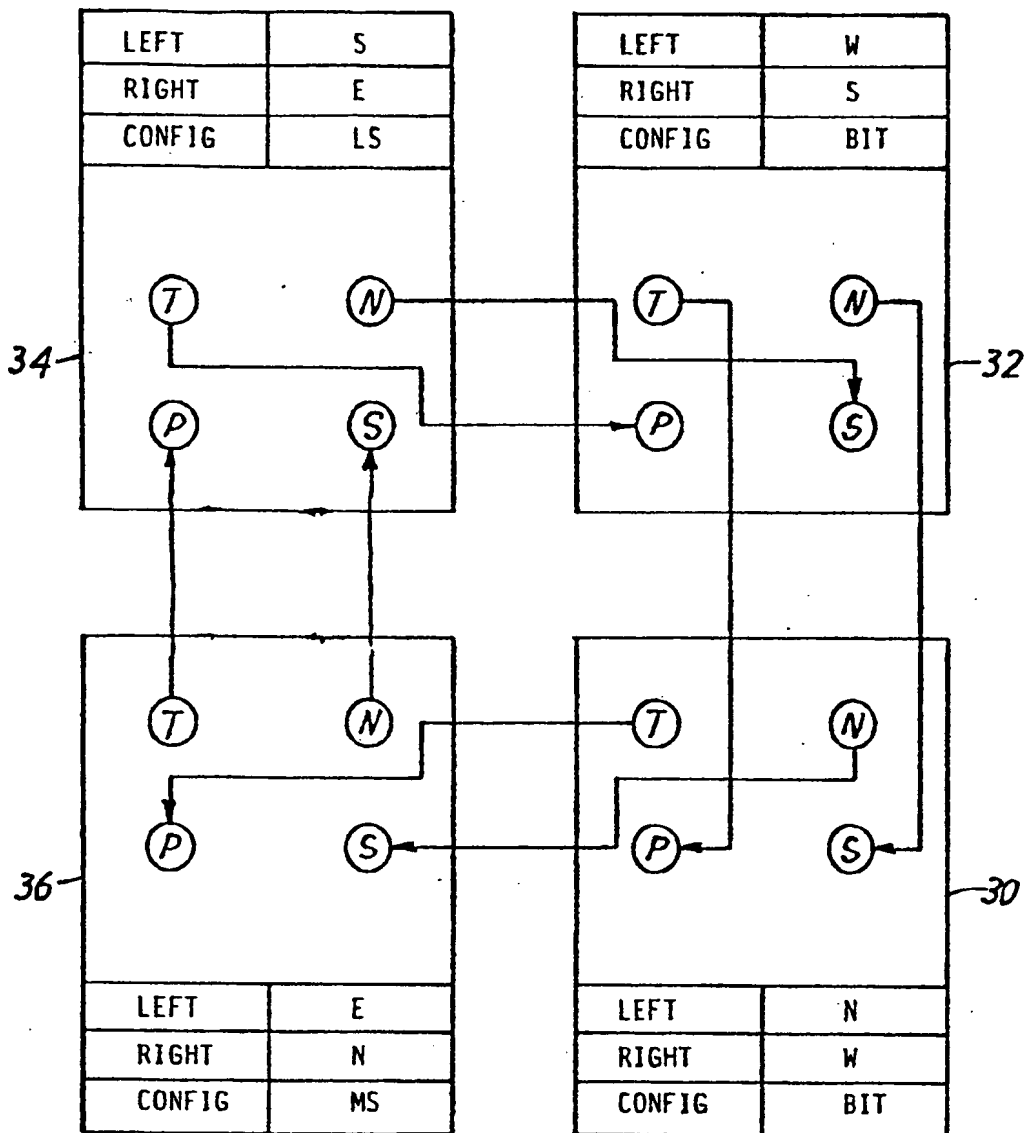 LEFT S
RIGHT E
CONFIG LS
LEFT W
RIGHT S
CONFIG BIT
T N
P S
34
T N
P S
32
T N
P S
36
T N
P S
30
LEFT E
RIGHT N
CONFIG MS
LEFT N
RIGHT W
CONFIG BIT